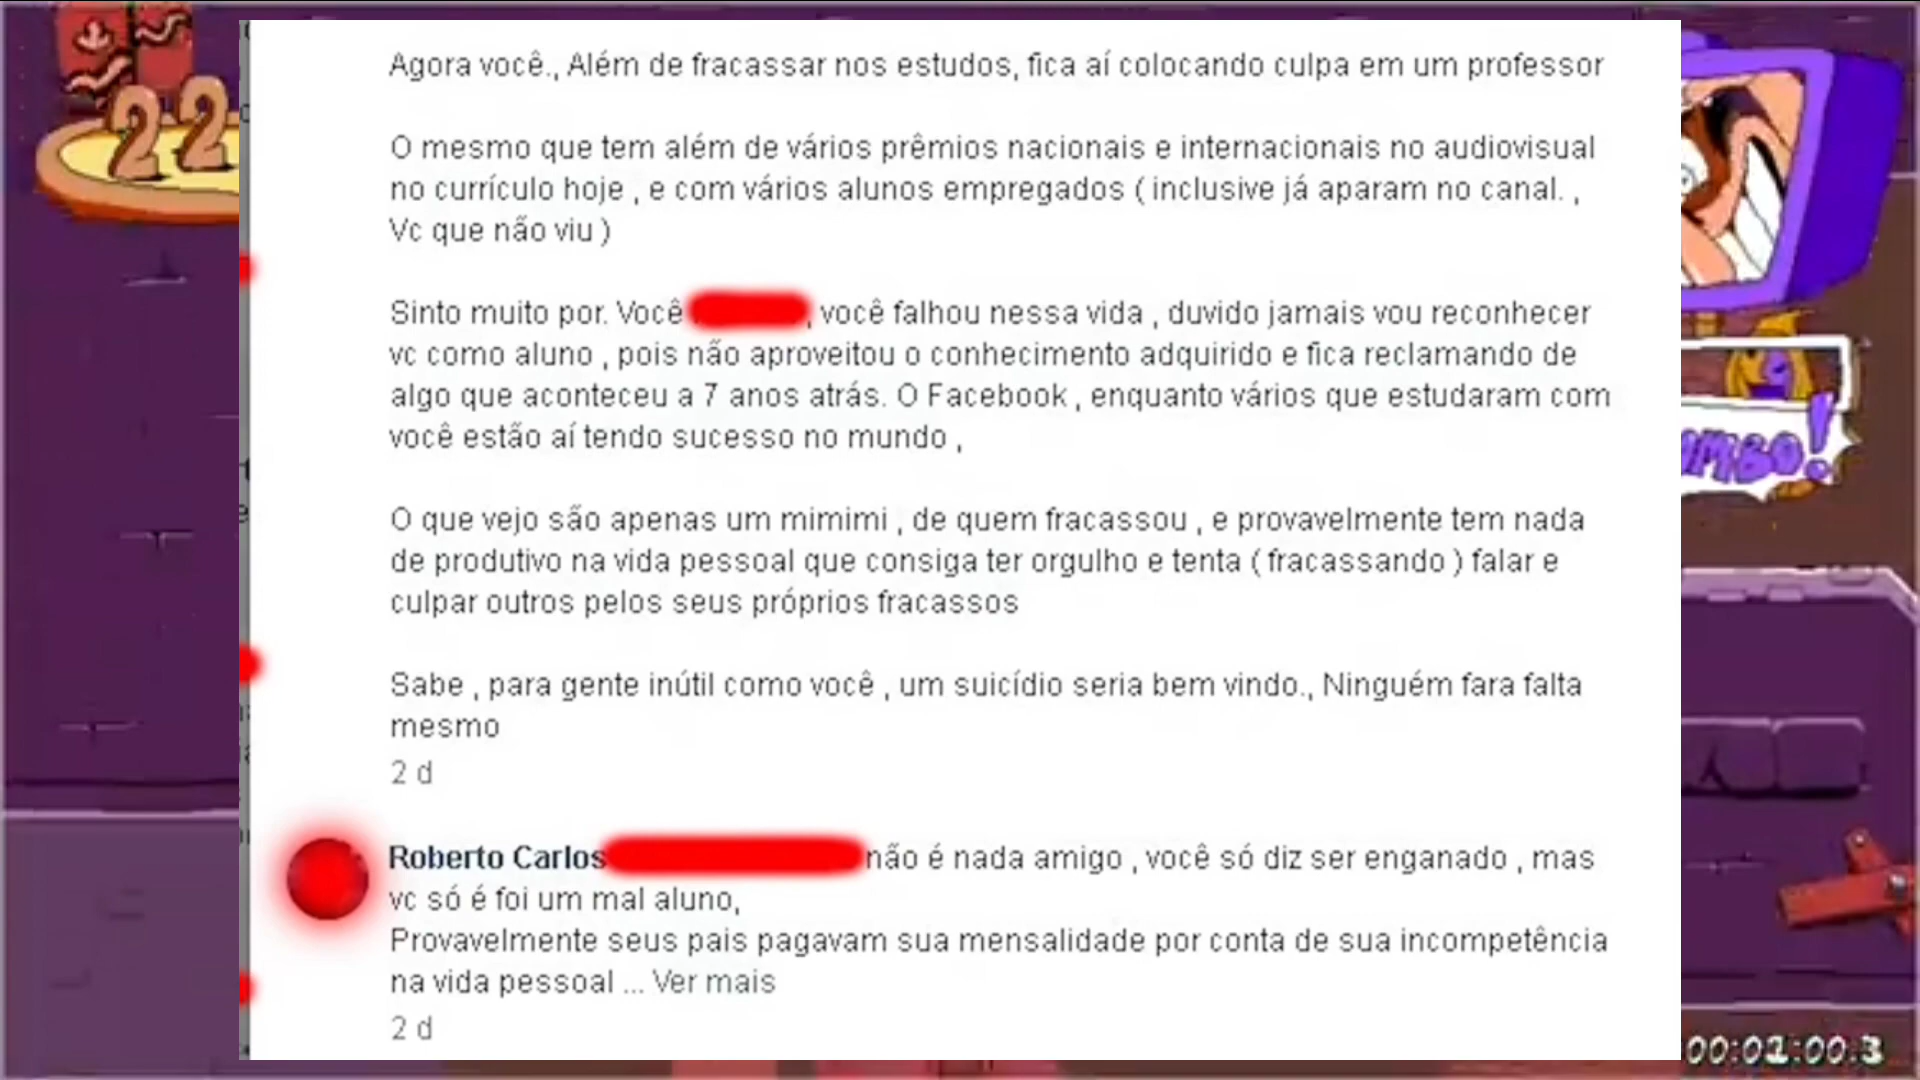 22
Agora você., Além de fracassar nos estudos, fica aí colocando culpa em um professor
O mesmo que tem além de vários prêmios nacionais e internacionais no audiovisual
no currículo hoje , e com vários alunos empregados ( inclusive já aparam no canal. ,
Vc que não viu )
Sinto muito por. Você , você falhou nessa vida , duvido jamais vou reconhecer
vc como aluno , pois não aproveitou o conhecimento adquirido e fica reclamando de
algo que aconteceu a 7 anos atrás. O Facebook , enquanto vários que estudaram com
você estão aí tendo sucesso no mundo ,
O que vejo são apenas um mimimi , de quem fracassou , e provavelmente tem nada
de produtivo na vida pessoal que consiga ter orgulho e tenta ( fracassando ) falar e
culpar outros pelos seus próprios fracassos
Sabe , para gente inútil como você , um suicídio seria bem vindo., Ninguém fara falta
mesmo
2 d
Roberto Carlos não é nada amigo , você só diz ser enganado , mas
vc só é foi um mal aluno,
Provavelmente seus pais pagavam sua mensalidade por conta de sua incompetência
na vida pessoal ... Ver mais
2 d